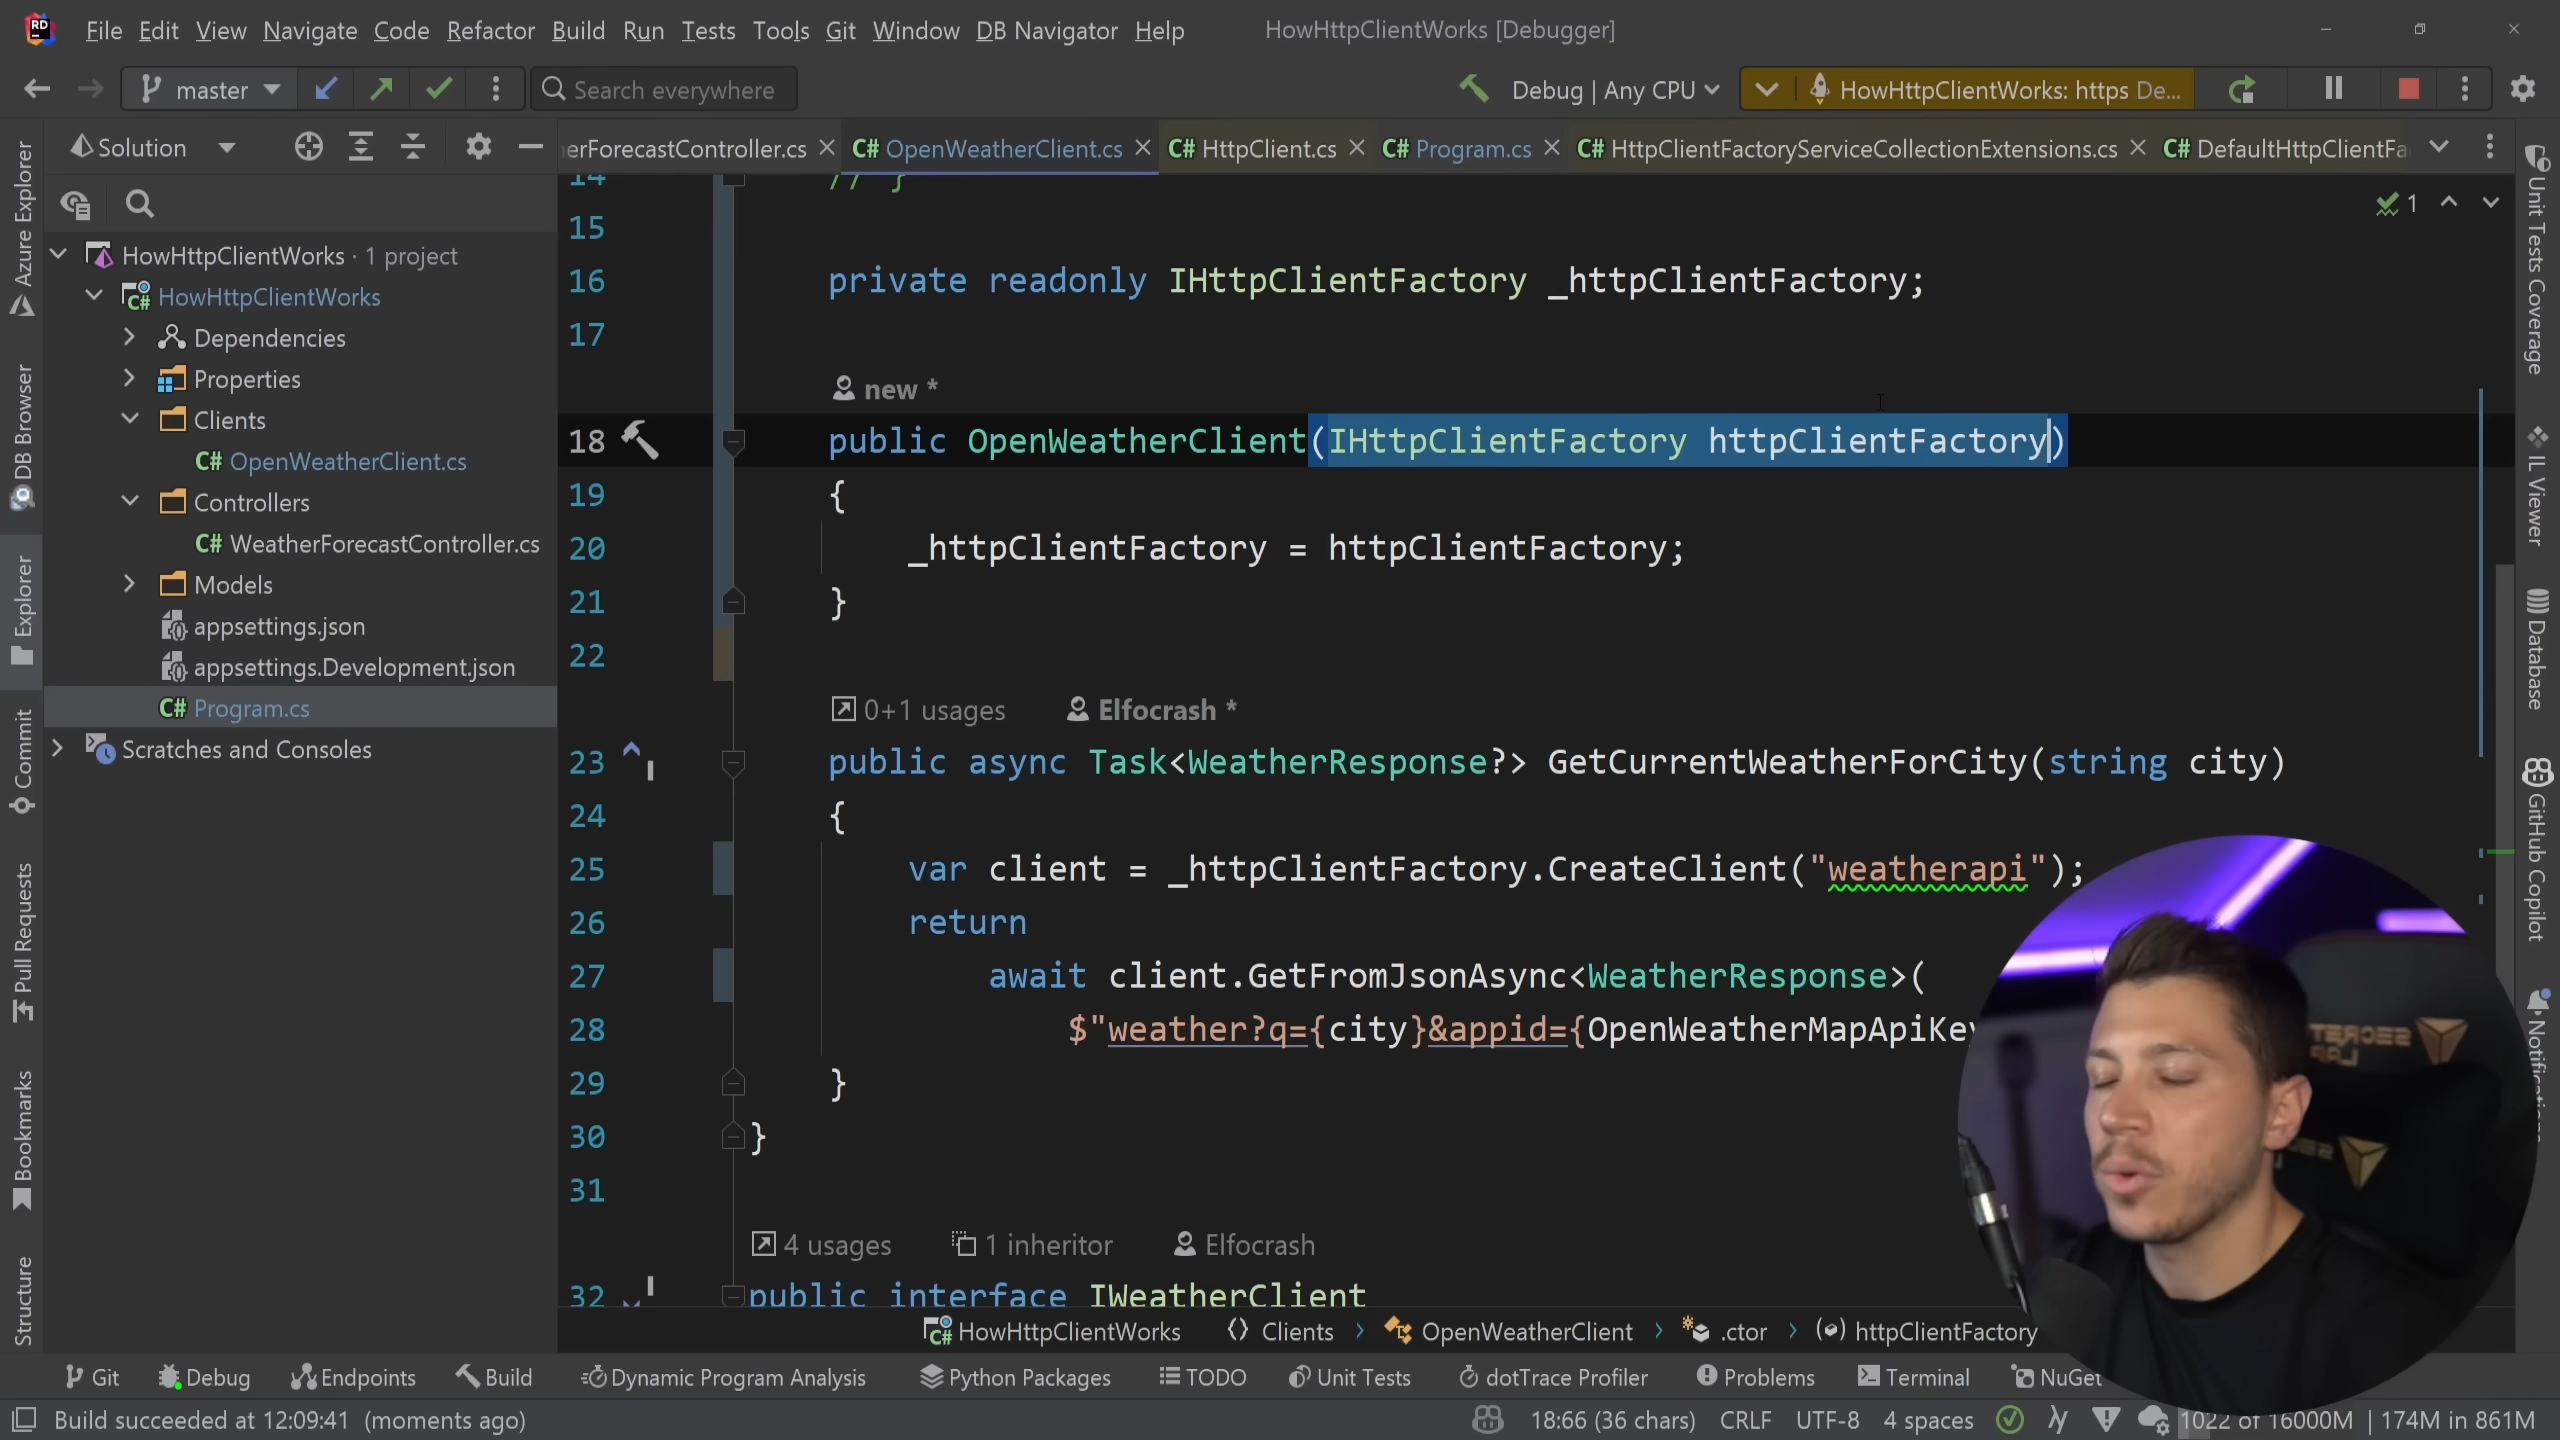 File Edit View Navigate Code Refactor Build Run Tests Tools Git Window DB Navigator Help HowHttpClientWorks [Debugger]
master Search everywhere Debug | Any CPU HowHttpClientWorks: https De...
Solution erForecastController.cs C# OpenWeatherClient.cs C# HttpClient.cs C# Program.cs C# HttpClientFactoryServiceCollectionExtensions.cs C# DefaultHttpClientFa
HowHttpClientWorks · 1 project
HowHttpClientWorks
Dependencies
Properties
Clients
C# OpenWeatherClient.cs
Controllers
C# WeatherForecastController.cs
Models
appsettings.json
appsettings.Development.json
C# Program.cs
Scratches and Consoles
Azure Explorer
DB Browser
Explorer
Commit
Pull Requests
Bookmarks
Structure
1
14 // }
15
16 private readonly IHttpClientFactory _httpClientFactory;
17
new *
18 public OpenWeatherClient(IHttpClientFactory httpClientFactory)
19 {
20 _httpClientFactory = httpClientFactory;
21 }
22
0+1 usages Elfocrash *
23 public async Task<WeatherResponse?> GetCurrentWeatherForCity(string city)
24 {
25 var client = _httpClientFactory.CreateClient("weatherapi");
26 return
27 await client.GetFromJsonAsync<WeatherResponse>(
28 $"weather?q={city}&appid={OpenWeatherMapApiKey
29 }
30 }
31
4 usages 1 inheritor Elfocrash
32 public interface IWeatherClient
Unit Tests Coverage
IL Viewer
Database
GitHub Copilot
Notifications
SECRET LAB
HowHttpClientWorks Clients OpenWeatherClient .ctor httpClientFactory
Git Debug Endpoints Build Dynamic Program Analysis Python Packages TODO Unit Tests dotTrace Profiler Problems Terminal NuGet
Build succeeded at 12:09:41 (moments ago) 18:66 (36 chars) CRLF UTF-8 4 spaces 1022 of 16000M | 174M in 861M